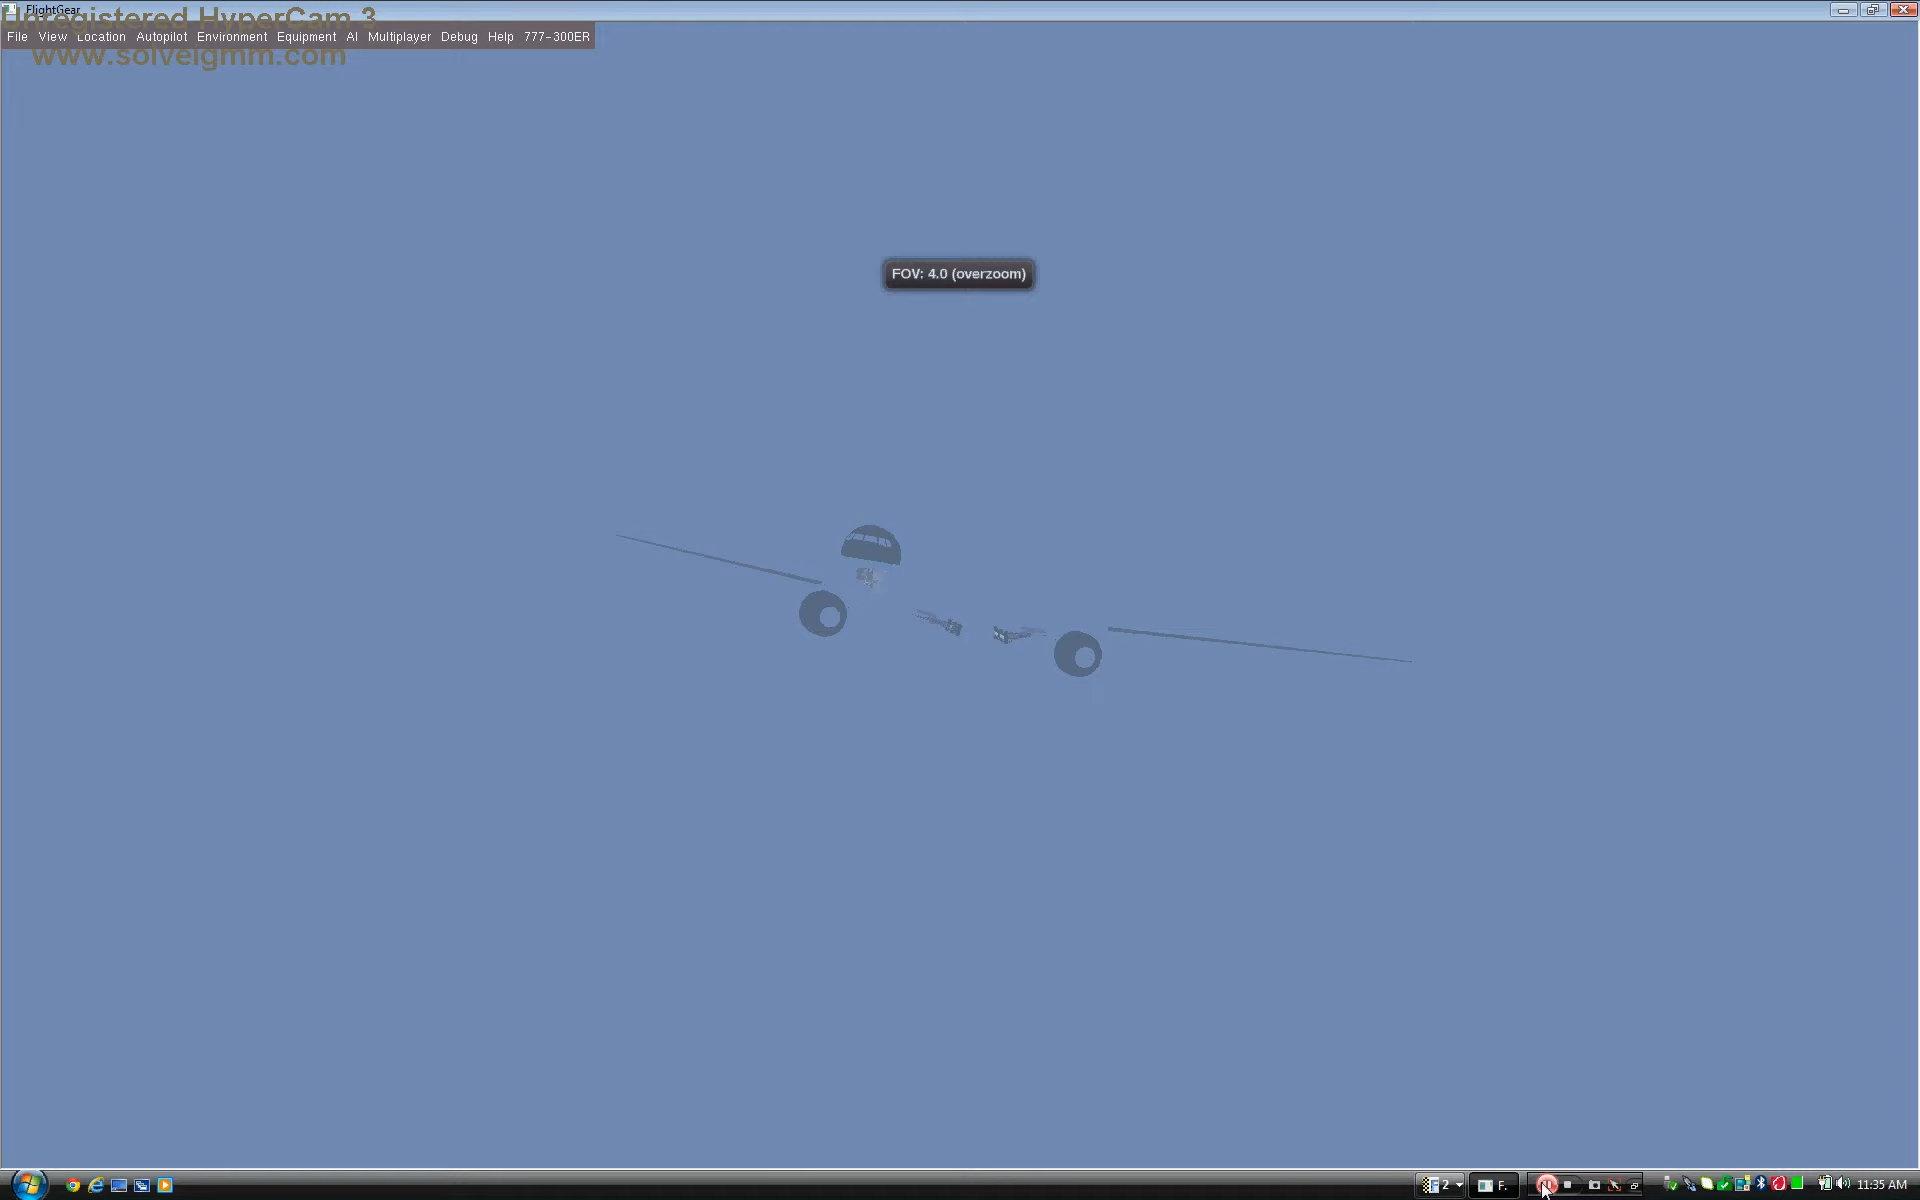 FlightGear
Unregistered HyperCam 3
File View Location Autopilot Environment Equipment AI Multiplayer Debug Help 777-300ER
www.solveigmm.com
FOV: 4.0 (overzoom)
2
F.
11:35 AM